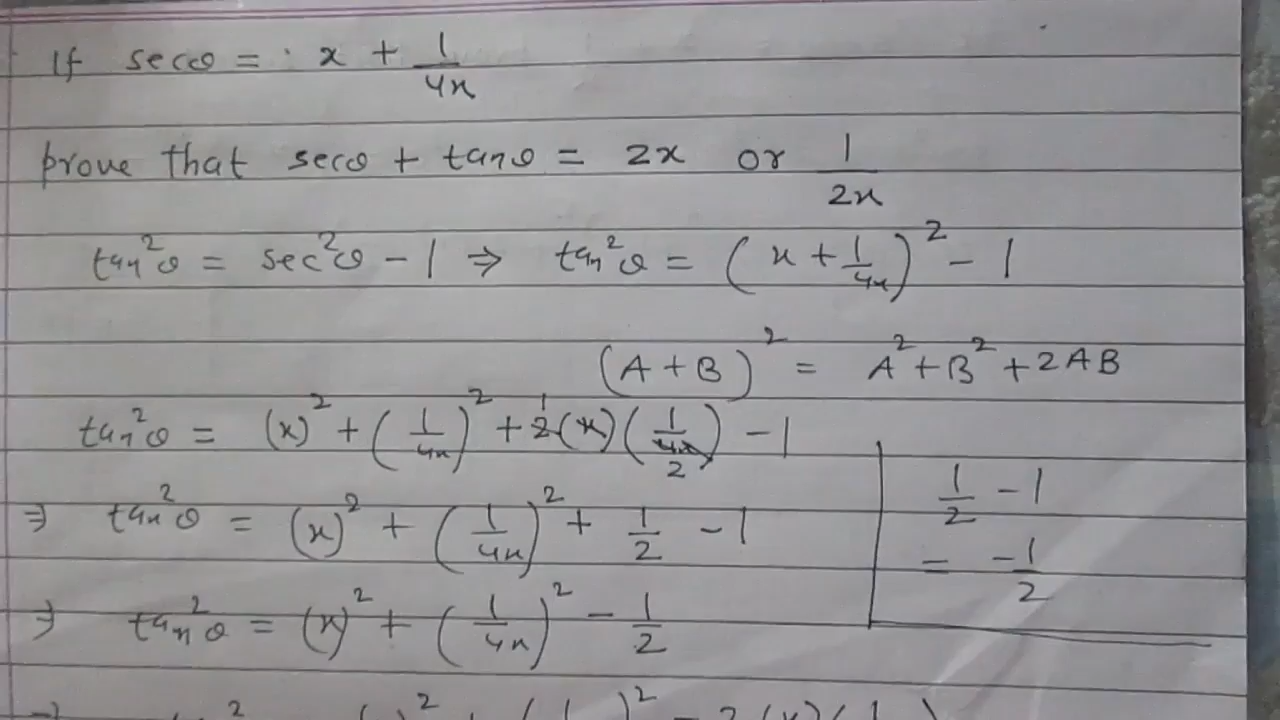 If secθ = x + 1/4x
prove that secθ + tanθ = 2x or 1/2x
tan²θ = sec²θ - 1 ⇒ tan²θ = (x + 1/4x)² - 1
(A + B)² = A² + B² + 2AB
tan²θ = (x)² + (1/4x)² + 2(x)(1/4x) - 1
1
2
⇒ tan²θ = (x)² + (1/4x)² + 1/2 - 1
1/2 - 1
= -1/2
⇒ tan²θ = (x)² + (1/4x)² - 1/2